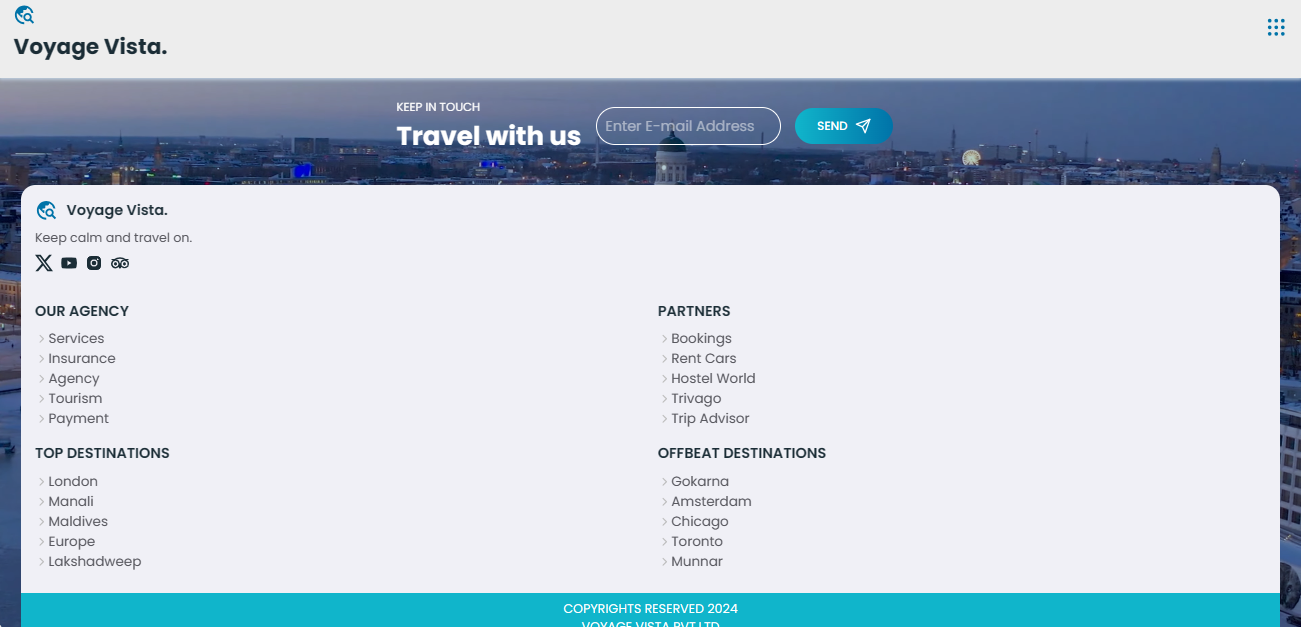 Voyage Vista.
KEEP IN TOUCH
Travel with us
Enter E-mail Address
SEND
Voyage Vista.
Keep calm and travel on.
OUR AGENCY
Services
Insurance
Agency
Tourism
Payment
PARTNERS
Bookings
Rent Cars
Hostel World
Trivago
Trip Advisor
TOP DESTINATIONS
London
Manali
Maldives
Europe
Lakshadweep
OFFBEAT DESTINATIONS
Gokarna
Amsterdam
Chicago
Toronto
Munnar
COPYRIGHTS RESERVED 2024
VOYAGE VISTA PVT LTD